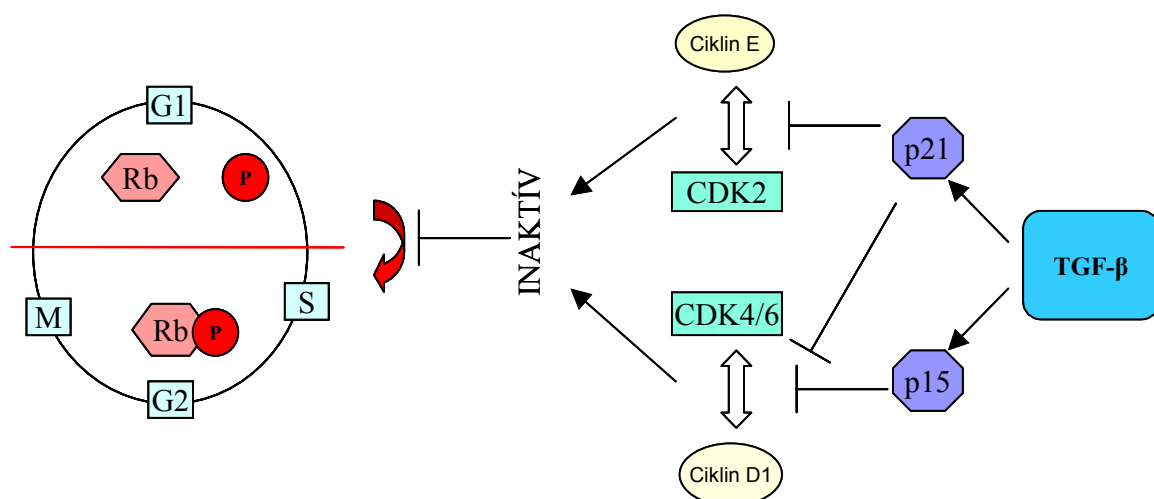 Ciklin E
G1
Rb
P
p21
CDK2
INAKTÍV
TGF-β
M
S
CDK4/6
Rb
P
p15
G2
Ciklin D1